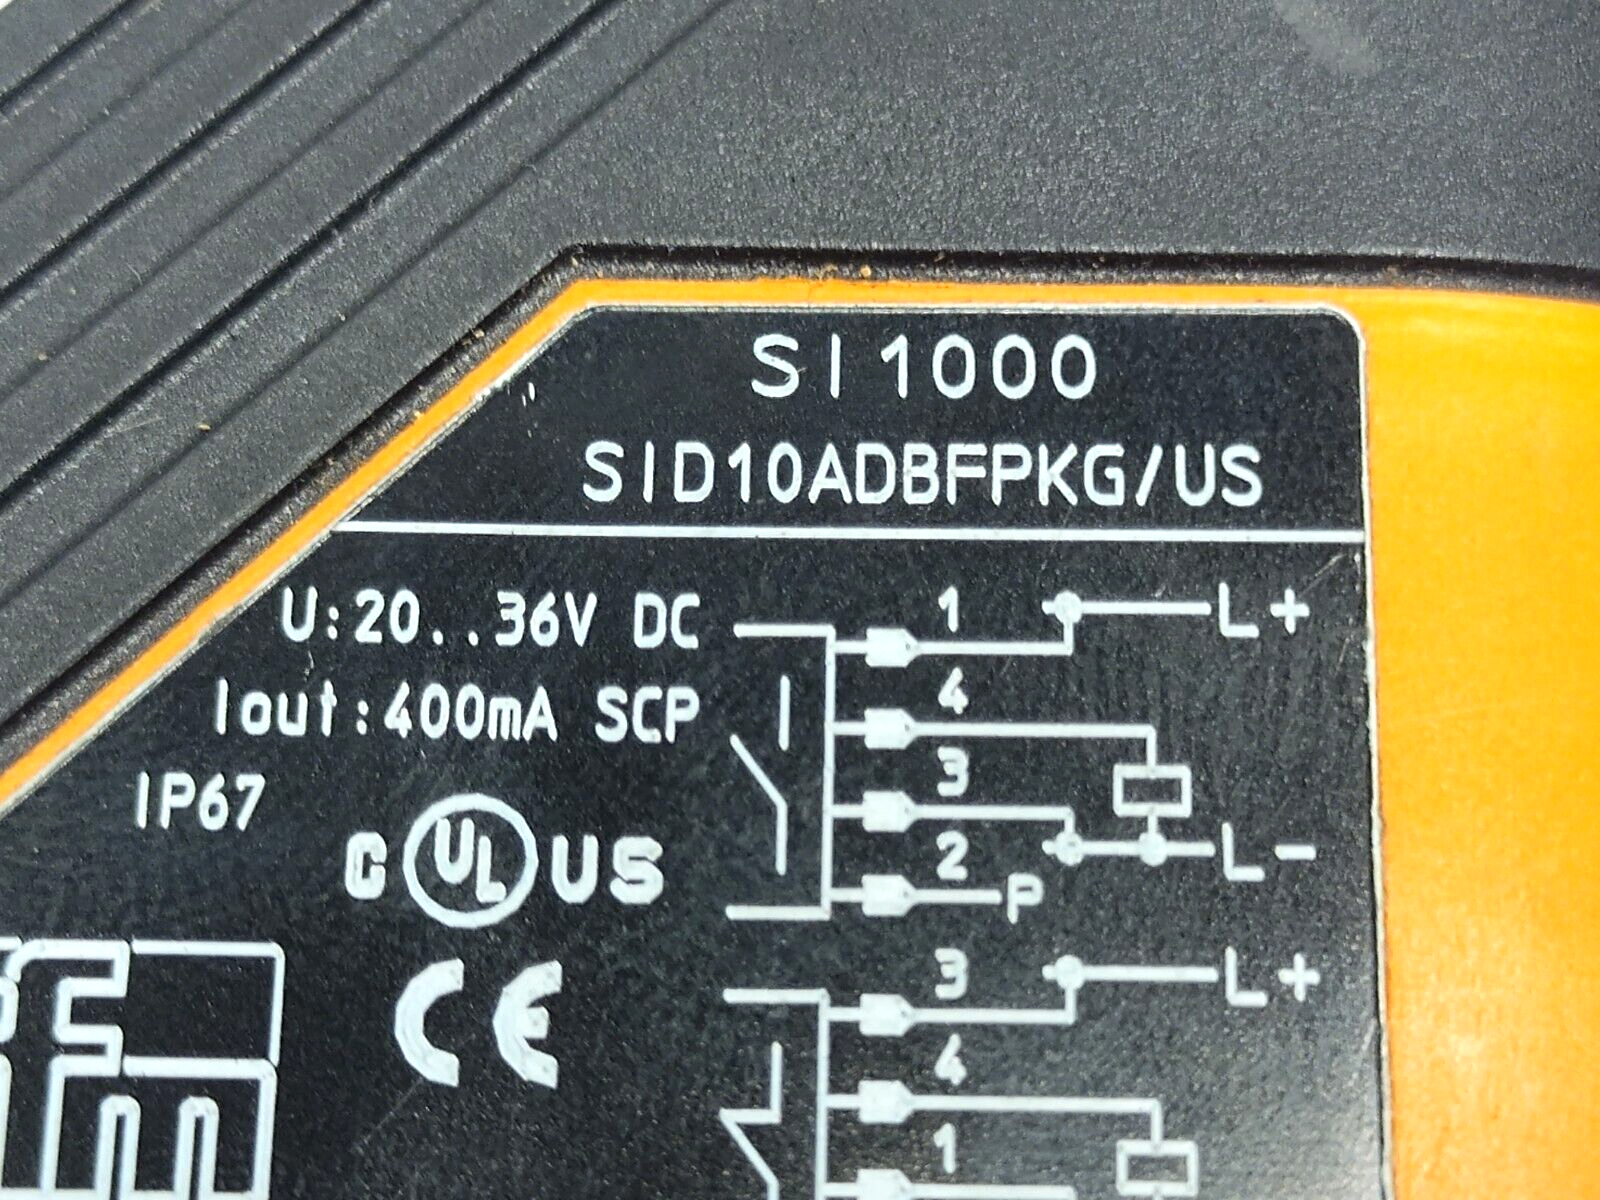 SI1000
SID10ADBFPKG/US
U:20..36V DC
Iout:400mA SCP
IP67
C UL US
CE
1 L+
4
3
L-
2 P
3 L+
4
1